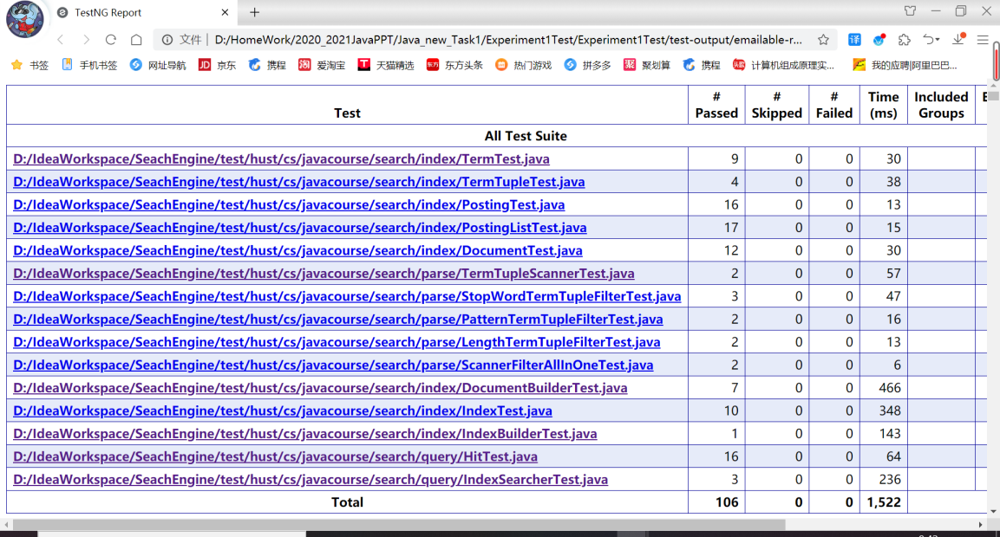 TestNG Report
文件 D:/HomeWork/2020_2021JavaPPT/Java_new_Task1/Experiment1Test/Experiment1Test/test-output/emailable-r... 译
书签 手机书签 网址导航 JD 京东 携程 淘 爱淘宝 T 天猫精选 东方 东方头条 热门游戏 拼多多 聚 聚划算 携程 头歌 计算机组成原理实... 我的应聘|阿里巴巴...
Test # Passed # Skipped # Failed Time (ms) Included Groups
All Test Suite
D:/IdeaWorkspace/SeachEngine/test/hust/cs/javacourse/search/index/TermTest.java 9 0 0 30
D:/IdeaWorkspace/SeachEngine/test/hust/cs/javacourse/search/index/TermTupleTest.java 4 0 0 38
D:/IdeaWorkspace/SeachEngine/test/hust/cs/javacourse/search/index/PostingTest.java 16 0 0 13
D:/IdeaWorkspace/SeachEngine/test/hust/cs/javacourse/search/index/PostingListTest.java 17 0 0 15
D:/IdeaWorkspace/SeachEngine/test/hust/cs/javacourse/search/index/DocumentTest.java 12 0 0 30
D:/IdeaWorkspace/SeachEngine/test/hust/cs/javacourse/search/parse/TermTupleScannerTest.java 2 0 0 57
D:/IdeaWorkspace/SeachEngine/test/hust/cs/javacourse/search/parse/StopWordTermTupleFilterTest.java 3 0 0 47
D:/IdeaWorkspace/SeachEngine/test/hust/cs/javacourse/search/parse/PatternTermTupleFilterTest.java 2 0 0 16
D:/IdeaWorkspace/SeachEngine/test/hust/cs/javacourse/search/parse/LengthTermTupleFilterTest.java 2 0 0 13
D:/IdeaWorkspace/SeachEngine/test/hust/cs/javacourse/search/parse/ScannerFilterAllInOneTest.java 2 0 0 6
D:/IdeaWorkspace/SeachEngine/test/hust/cs/javacourse/search/index/DocumentBuilderTest.java 7 0 0 466
D:/IdeaWorkspace/SeachEngine/test/hust/cs/javacourse/search/index/IndexTest.java 10 0 0 348
D:/IdeaWorkspace/SeachEngine/test/hust/cs/javacourse/search/index/IndexBuilderTest.java 1 0 0 143
D:/IdeaWorkspace/SeachEngine/test/hust/cs/javacourse/search/query/HitTest.java 16 0 0 64
D:/IdeaWorkspace/SeachEngine/test/hust/cs/javacourse/search/query/IndexSearcherTest.java 3 0 0 236
Total 106 0 0 1,522